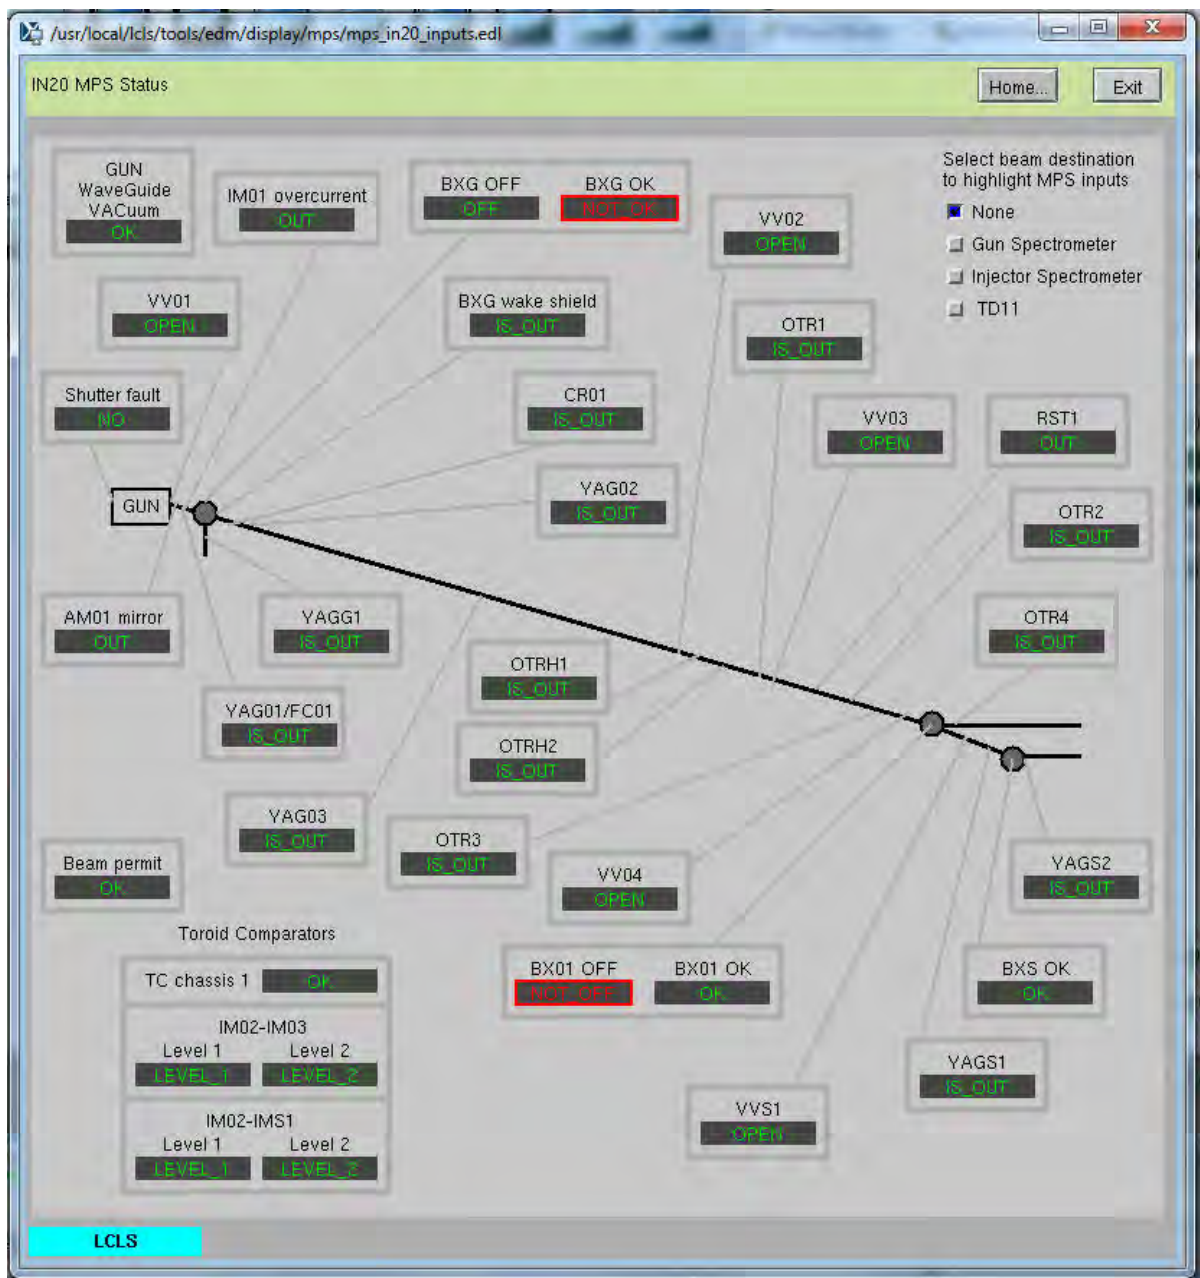 /usr/local/lcls/tools/edm/display/mps/mps_in20_inputs.edl
IN20 MPS Status
Home...
Exit
GUN
WaveGuide
VACuum
OK
IM01 overcurrent
OUT
BXG OFF
OFF
BXG OK
NOT_OK
VV02
OPEN
Select beam destination
to highlight MPS inputs
None
Gun Spectrometer
Injector Spectrometer
TD11
VV01
OPEN
BXG wake shield
IS_OUT
OTR1
IS_OUT
Shutter fault
NO
CR01
IS_OUT
VV03
OPEN
RST1
OUT
GUN
YAG02
IS_OUT
OTR2
IS_OUT
AM01 mirror
OUT
YAGG1
IS_OUT
OTR4
IS_OUT
OTRH1
IS_OUT
YAG01/FC01
IS_OUT
OTRH2
IS_OUT
YAG03
IS_OUT
OTR3
IS_OUT
Beam permit
OK
VV04
OPEN
YAGS2
IS_OUT
Toroid Comparators
TC chassis 1
OK
BX01 OFF
NOT_OFF
BX01 OK
OK
BXS OK
OK
IM02-IM03
Level 1
Level 2
LEVEL_1
LEVEL_2
YAGS1
IS_OUT
IM02-IMS1
Level 1
Level 2
LEVEL_1
LEVEL_2
VVS1
OPEN
LCLS